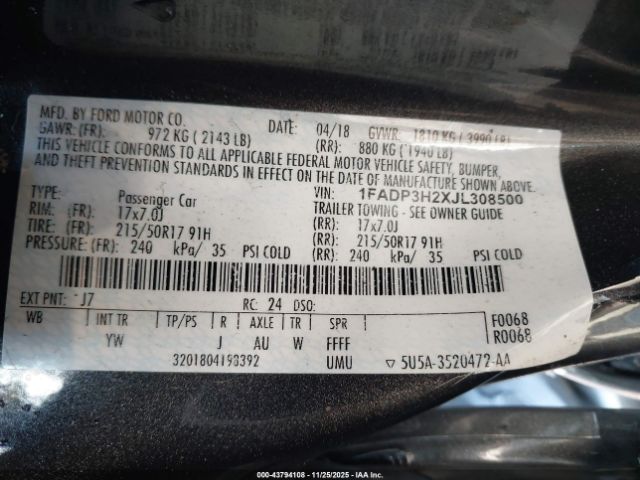 MFD. BY FORD MOTOR CO.
DATE: 04/18 GVWR: 1810 KG ( 3990 LB)
GAWR: (FR): 972 KG ( 2143 LB) (RR): 880 KG ( 1940 LB)
THIS VEHICLE CONFORMS TO ALL APPLICABLE FEDERAL MOTOR VEHICLE SAFETY, BUMPER,
AND THEFT PREVENTION STANDARDS IN EFFECT ON THE DATE OF MANUFACTURE SHOWN ABOVE.
TYPE: Passenger Car VIN: 1FADP3H2XJL308500
TRAILER TOWING - SEE OWNER GUIDE
RIM: (FR): 17x7.0J (RR): 17x7.0J
TIRE: (FR): 215/50R17 91H (RR): 215/50R17 91H
PRESSURE: (FR): 240 kPa/ 35 PSI COLD (RR): 240 kPa/ 35 PSI COLD
EXT PNT: J7 RC: 24 DSO:
WB INT TR TP/PS R AXLE TR SPR F0068
YW J AU W FFFF R0068
3201804193392 UMU ▽ 5U5A-3520472-AA
000-43794108 - 11/25/2025 - IAA Inc.